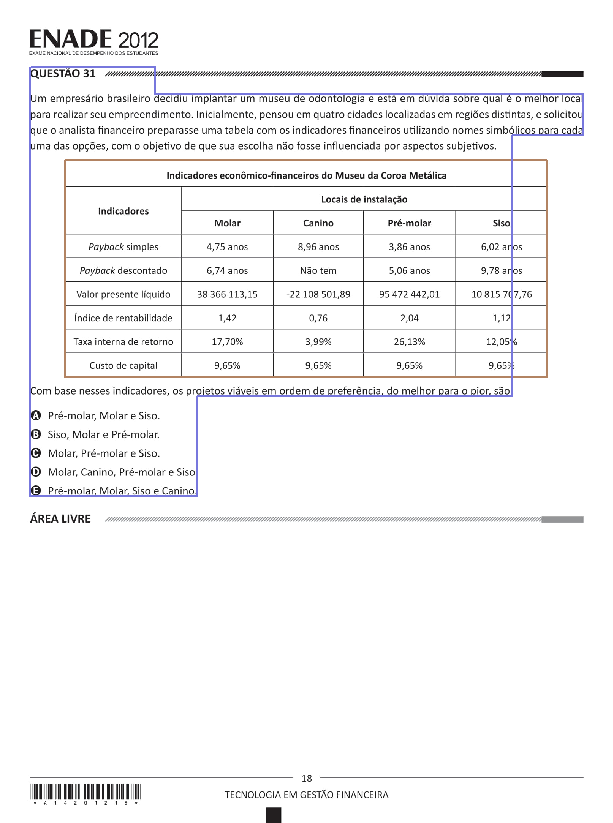 ENADE 2012
EXAME NACIONAL DE DESEMPENHO DOS ESTUDANTES
QUESTÃO 31
Um empresário brasileiro decidiu implantar um museu de odontologia e está em dúvida sobre qual é o melhor local
para realizar seu empreendimento. Inicialmente, pensou em quatro cidades localizadas em regiões distintas, e solicitou
que o analista financeiro preparasse uma tabela com os indicadores financeiros utilizando nomes simbólicos para cada
uma das opções, com o objetivo de que sua escolha não fosse influenciada por aspectos subjetivos.
Indicadores econômico-financeiros do Museu da Coroa Metálica
Indicadores Locais de instalação
Molar Canino Pré-molar Siso
Payback simples 4,75 anos 8,96 anos 3,86 anos 6,02 anos
Payback descontado 6,74 anos Não tem 5,06 anos 9,78 anos
Valor presente líquido 38 366 113,15 -22 108 501,89 95 472 442,01 10 815 707,76
Índice de rentabilidade 1,42 0,76 2,04 1,12
Taxa interna de retorno 17,70% 3,99% 26,13% 12,05%
Custo de capital 9,65% 9,65% 9,65% 9,65%
Com base nesses indicadores, os projetos viáveis em ordem de preferência, do melhor para o pior, são
A Pré-molar, Molar e Siso.
B Siso, Molar e Pré-molar.
C Molar, Pré-molar e Siso.
D Molar, Canino, Pré-molar e Siso
E Pré-molar, Molar, Siso e Canino.
ÁREA LIVRE
18
TECNOLOGIA EM GESTÃO FINANCEIRA
*A14201218*